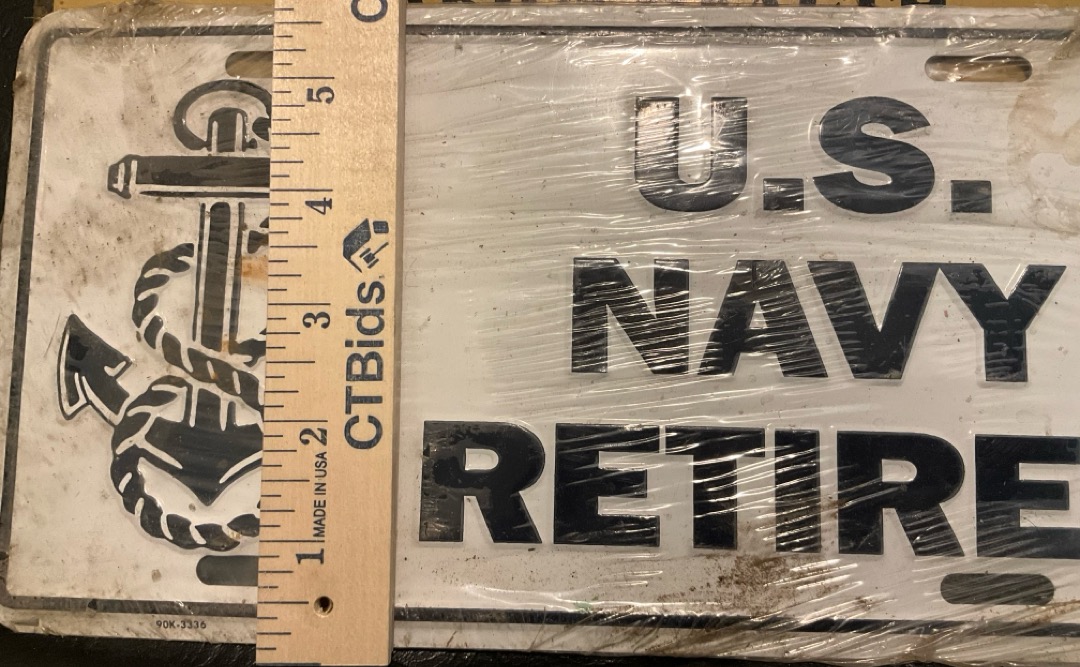 U.S.
NAVY
RETIRE
90K-3336
1 MADE IN USA 2 3 4 5
CTBids